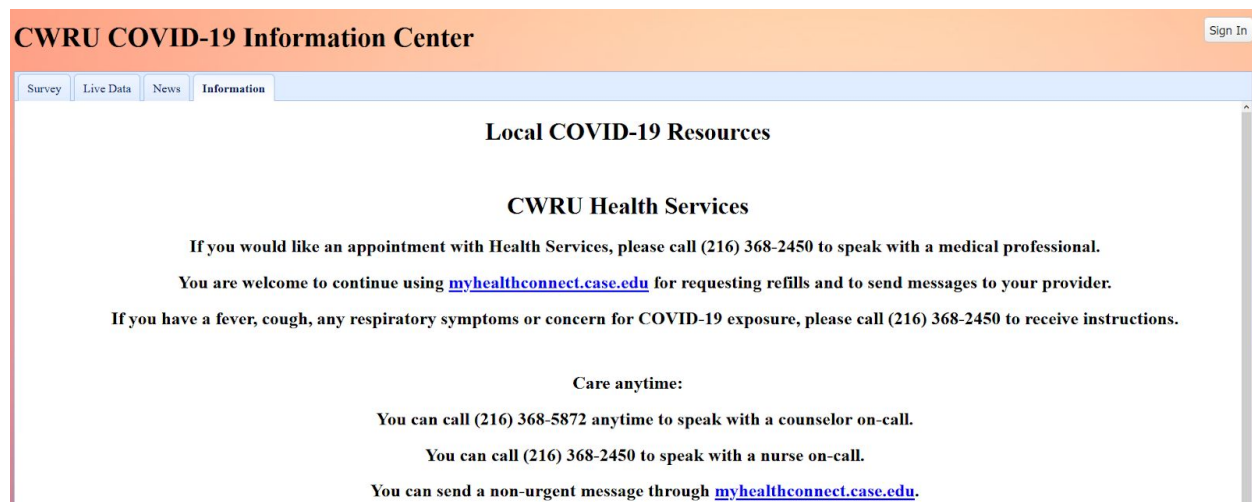 CWRU COVID-19 Information Center
Sign In
Survey Live Data News Information
Local COVID-19 Resources
CWRU Health Services
If you would like an appointment with Health Services, please call (216) 368-2450 to speak with a medical professional.
You are welcome to continue using myhealthconnect.case.edu for requesting refills and to send messages to your provider.
If you have a fever, cough, any respiratory symptoms or concern for COVID-19 exposure, please call (216) 368-2450 to receive instructions.
Care anytime:
You can call (216) 368-5872 anytime to speak with a counselor on-call.
You can call (216) 368-2450 to speak with a nurse on-call.
You can send a non-urgent message through myhealthconnect.case.edu.